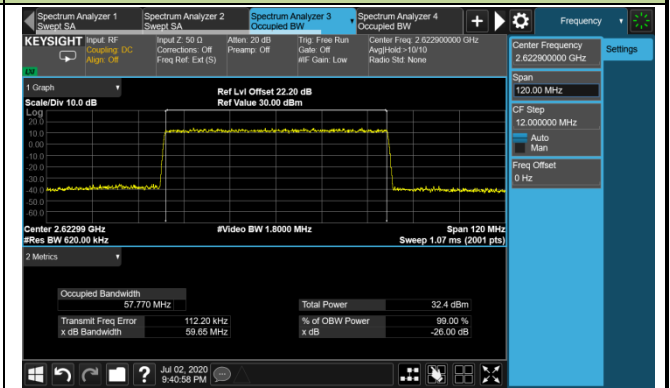 Spectrum Analyzer 1
Swept SA
Spectrum Analyzer 2
Swept SA
Spectrum Analyzer 3
Occupied BW
Spectrum Analyzer 4
Occupied BW
Frequency
KEYSIGHT
Input: RF
Coupling: DC
Align: Off
Input Z: 50 Ω
Corrections: Off
Freq Ref: Ext (S)
Atten: 20 dB
Preamp: Off
Trig: Free Run
Gate: Off
#IF Gain: Low
Center Freq: 2.622900000 GHz
Avg|Hold:>10/10
Radio Std: None
Center Frequency
2.622900000 GHz
Settings
Span
120.00 MHz
CF Step
12.000000 MHz
Auto
Man
Freq Offset
0 Hz
1 Graph
Scale/Div 10.0 dB
Ref Lvl Offset 22.20 dB
Ref Value 30.00 dBm
Log
20.0
10.0
0.00
-10.0
-20.0
-30.0
-40.0
-50.0
-60.0
Center 2.62299 GHz
#Res BW 620.00 kHz
#Video BW 1.8000 MHz
Span 120 MHz
Sweep 1.07 ms (2001 pts)
2 Metrics
Occupied Bandwidth
57.770 MHz
Total Power 32.4 dBm
Transmit Freq Error 112.20 kHz
% of OBW Power 99.00 %
x dB Bandwidth 59.65 MHz
x dB -26.00 dB
Jul 02, 2020
9:40:58 PM